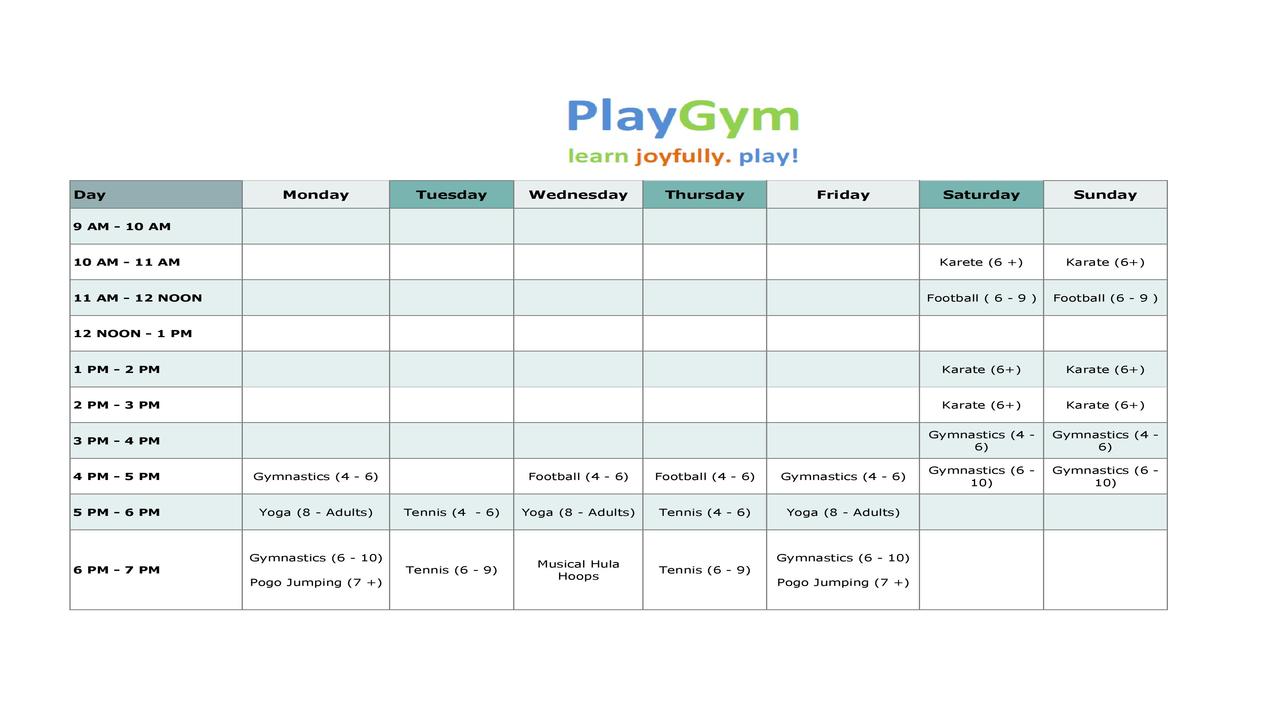 PlayGym
learn joyfully. play!
Day Monday Tuesday Wednesday Thursday Friday Saturday Sunday
9 AM - 10 AM
10 AM - 11 AM Karete (6 +) Karate (6+)
11 AM - 12 NOON Football ( 6 - 9 ) Football (6 - 9 )
12 NOON - 1 PM
1 PM - 2 PM Karate (6+) Karate (6+)
2 PM - 3 PM Karate (6+) Karate (6+)
3 PM - 4 PM Gymnastics (4 - 6) Gymnastics (4 - 6)
4 PM - 5 PM Gymnastics (4 - 6) Football (4 - 6) Football (4 - 6) Gymnastics (4 - 6) Gymnastics (6 - 10) Gymnastics (6 - 10)
5 PM - 6 PM Yoga (8 - Adults) Tennis (4  - 6) Yoga (8 - Adults) Tennis (4 - 6) Yoga (8 - Adults)
6 PM - 7 PM Gymnastics (6 - 10) Pogo Jumping (7 +) Tennis (6 - 9) Musical Hula Hoops Tennis (6 - 9) Gymnastics (6 - 10) Pogo Jumping (7 +)